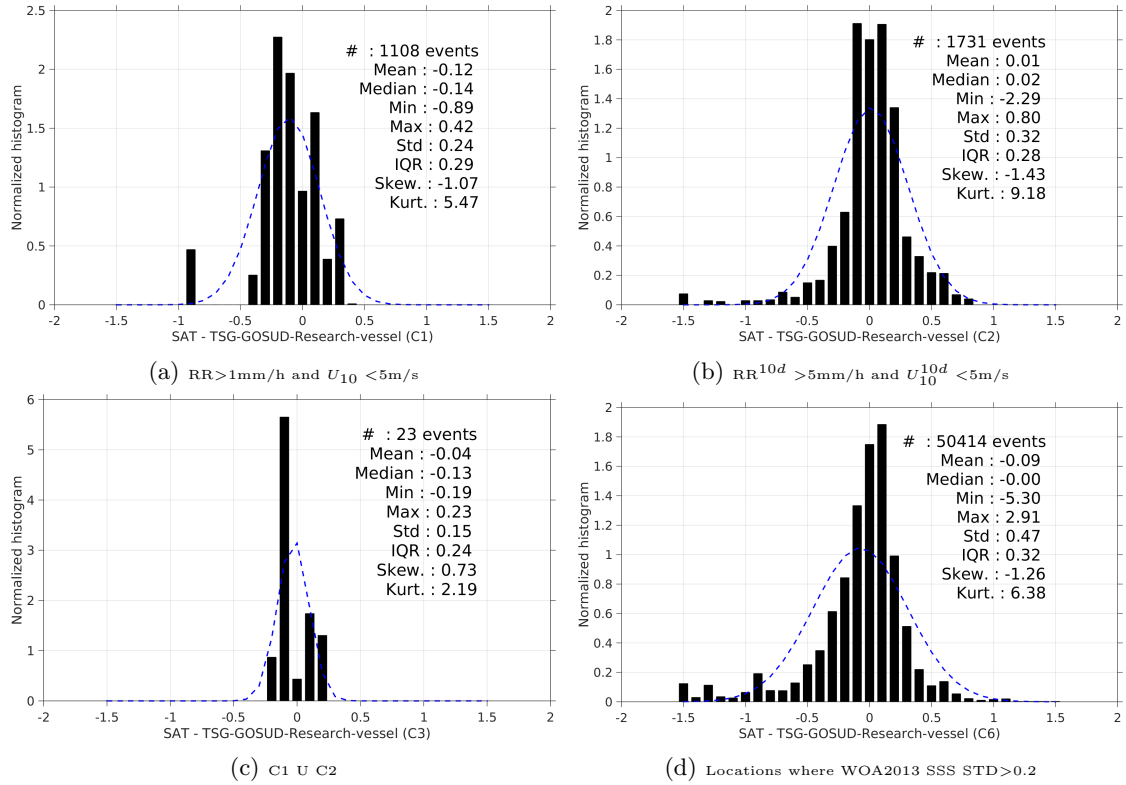 2.5
2
1.5
1
0.5
0
Normalized histogram
# : 1108 events
Mean : -0.12
Median : -0.14
Min : -0.89
Max : 0.42
Std : 0.24
IQR : 0.29
Skew. : -1.07
Kurt. : 5.47
-2 -1.5 -1 -0.5 0 0.5 1 1.5 2
SAT - TSG-GOSUD-Research-vessel (C1)
(a) RR>1mm/h and U10 <5m/s
2
1.8
1.6
1.4
1.2
1
0.8
0.6
0.4
0.2
0
Normalized histogram
# : 1731 events
Mean : 0.01
Median : 0.02
Min : -2.29
Max : 0.80
Std : 0.32
IQR : 0.28
Skew. : -1.43
Kurt. : 9.18
-2 -1.5 -1 -0.5 0 0.5 1 1.5 2
SAT - TSG-GOSUD-Research-vessel (C2)
(b) RR^10d >5mm/h and U10^10d <5m/s
6
5
4
3
2
1
0
Normalized histogram
# : 23 events
Mean : -0.04
Median : -0.13
Min : -0.19
Max : 0.23
Std : 0.15
IQR : 0.24
Skew. : 0.73
Kurt. : 2.19
-2 -1.5 -1 -0.5 0 0.5 1 1.5 2
SAT - TSG-GOSUD-Research-vessel (C3)
(c) C1 U C2
2
1.8
1.6
1.4
1.2
1
0.8
0.6
0.4
0.2
0
Normalized histogram
# : 50414 events
Mean : -0.09
Median : -0.00
Min : -5.30
Max : 2.91
Std : 0.47
IQR : 0.32
Skew. : -1.26
Kurt. : 6.38
-2 -1.5 -1 -0.5 0 0.5 1 1.5 2
SAT - TSG-GOSUD-Research-vessel (C6)
(d) Locations where WOA2013 SSS STD>0.2